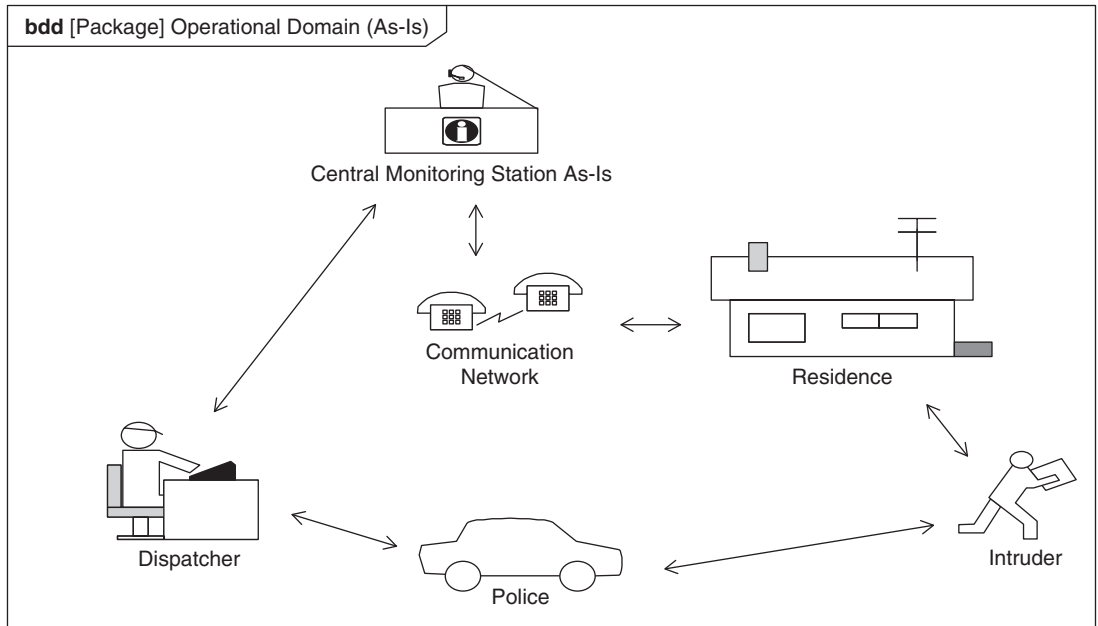 bdd [Package] Operational Domain (As-Is)
Central Monitoring Station As-Is
Communication
Network
Residence
Dispatcher
Police
Intruder